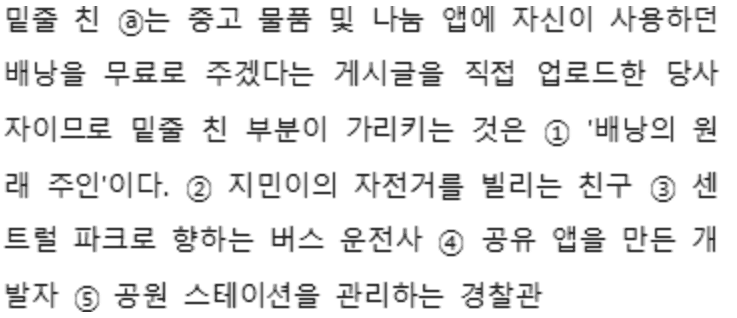 밑줄 친 ⓐ는 중고 물품 및 나눔 앱에 자신이 사용하던
배낭을 무료로 주겠다는 게시글을 직접 업로드한 당사
자이므로 밑줄 친 부분이 가리키는 것은 ① '배낭의 원
래 주인'이다. ② 지민이의 자전거를 빌리는 친구 ③ 센
트럴 파크로 향하는 버스 운전사 ④ 공유 앱을 만든 개
발자 ⑤ 공원 스테이션을 관리하는 경찰관